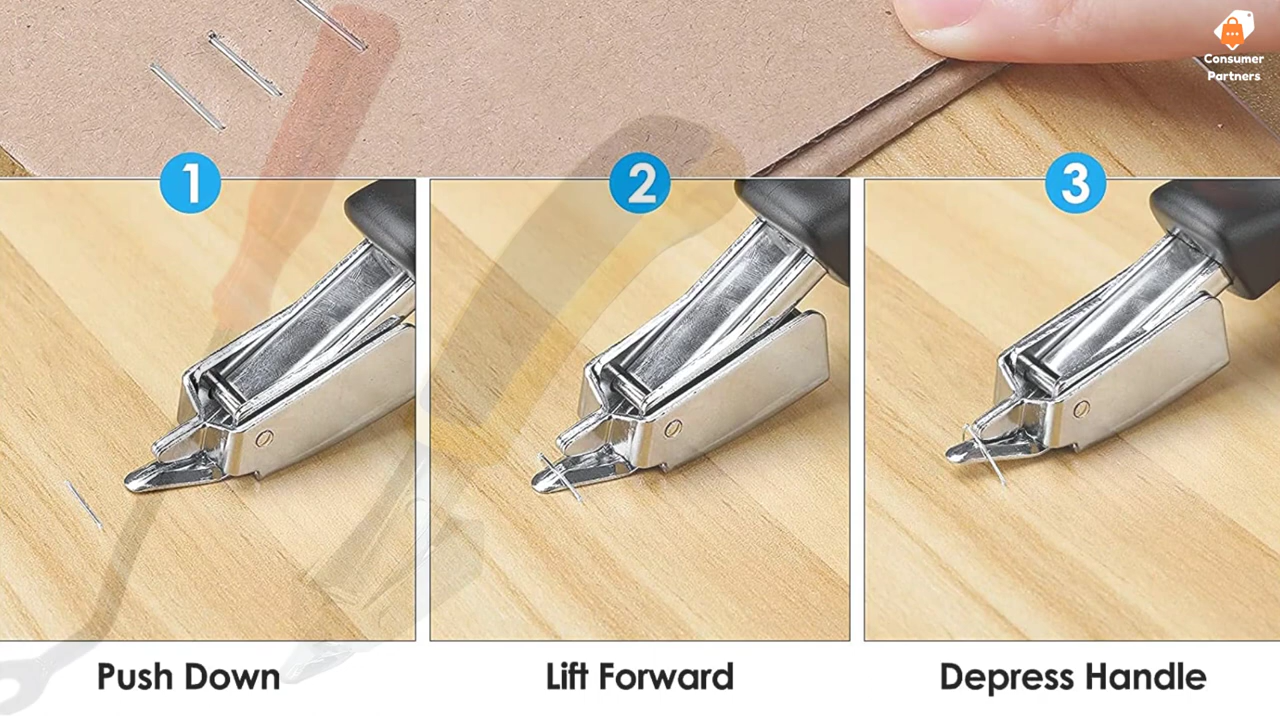 Consumer
Partners
1
2
3
Push Down
Lift Forward
Depress Handle